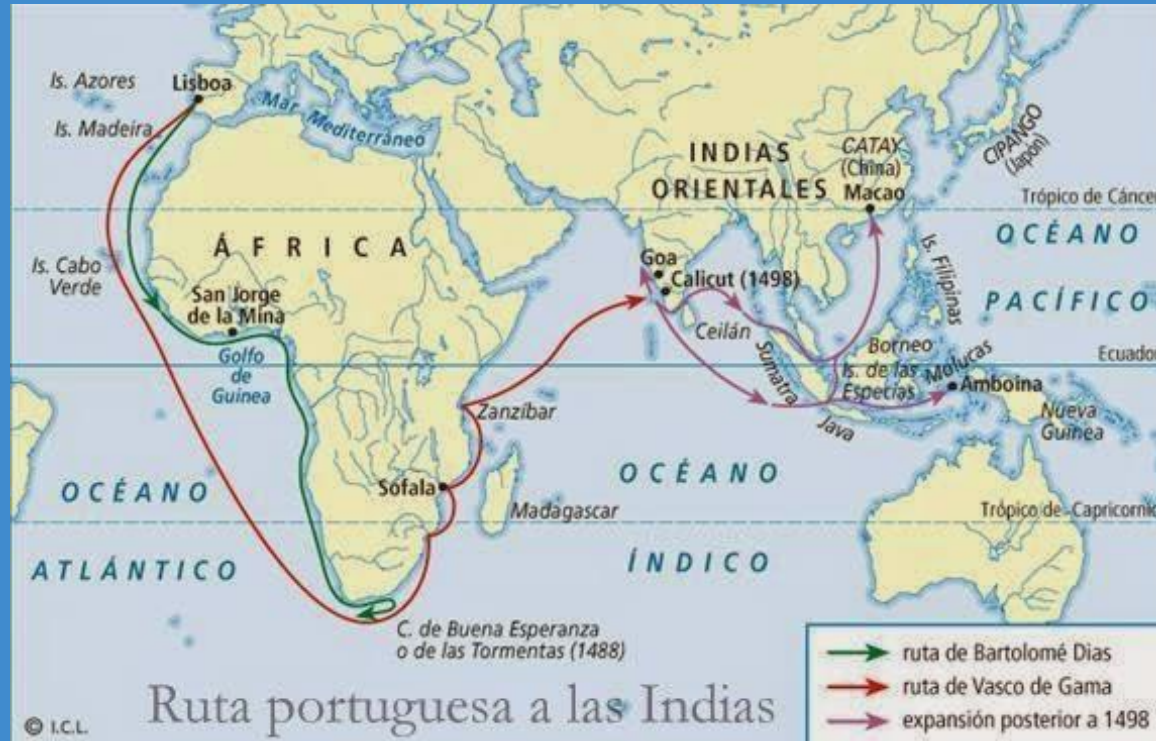 Is. Azores
Lisboa
Is. Madeira
Mar Mediterráneo
CATAY
(China)
Macao
CIPANGO
(Japón)
INDIAS
ORIENTALES
Trópico de Cáncer
OCÉANO
PACÍFICO
ÁFRICA
Is. Cabo
Verde
San Jorge
de la Mina
Golfo
de
Guinea
Goa
Calicut (1498)
Ceilán
Is. Filipinas
Ecuador
Sumatra
Borneo
Is. de las
Especias
Molucas
Amboina
Nueva
Guinea
Java
Zanzíbar
Sofala
Madagascar
OCÉANO
ATLÁNTICO
OCÉANO
ÍNDICO
Trópico de Capricornio
C. de Buena Esperanza
o de las Tormentas (1488)
ruta de Bartolomé Dias
ruta de Vasco de Gama
expansión posterior a 1498
Ruta portuguesa a las Indias
© I.C.L.